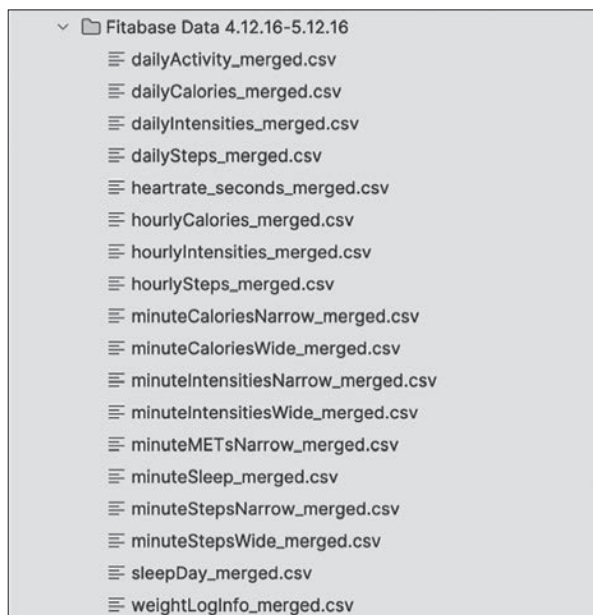 Fitabase Data 4.12.16-5.12.16
dailyActivity_merged.csv
dailyCalories_merged.csv
dailyIntensities_merged.csv
dailySteps_merged.csv
heartrate_seconds_merged.csv
hourlyCalories_merged.csv
hourlyIntensities_merged.csv
hourlySteps_merged.csv
minuteCaloriesNarrow_merged.csv
minuteCaloriesWide_merged.csv
minuteIntensitiesNarrow_merged.csv
minuteIntensitiesWide_merged.csv
minuteMETsNarrow_merged.csv
minuteSleep_merged.csv
minuteStepsNarrow_merged.csv
minuteStepsWide_merged.csv
sleepDay_merged.csv
weightLogInfo_merged.csv